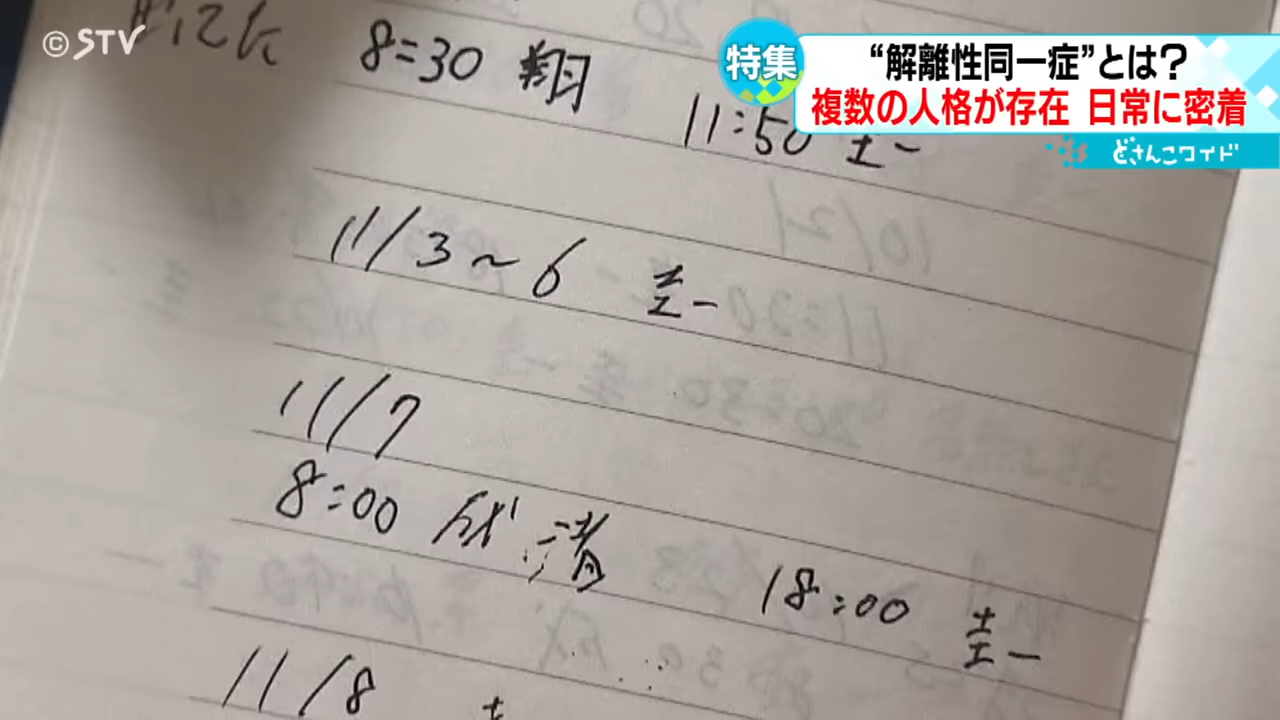 © STV
特集
“解離性同一症”とは?
複数の人格が存在 日常に密着
どさんこワイド
8:30 翔
11:50 圭一
11/3~6 圭一
11/7
8:00 成 渚
18:00 圭一
11/8